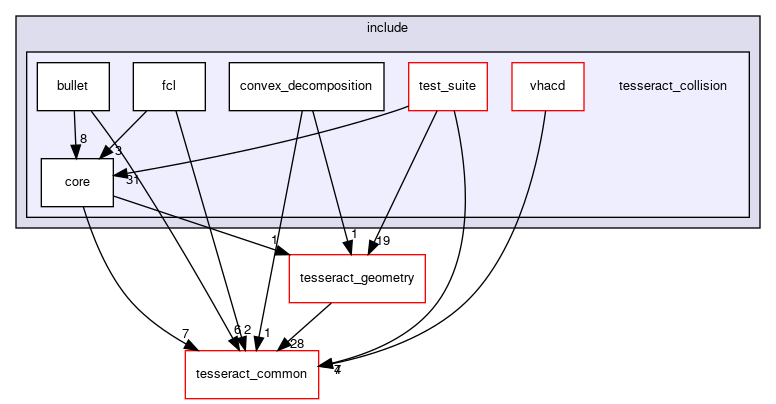 include
bullet
fcl
convex_decomposition
test_suite
vhacd
tesseract_collision
8
3
core
31
1
1
19
tesseract_geometry
7
6
2
1
28
tesseract_common